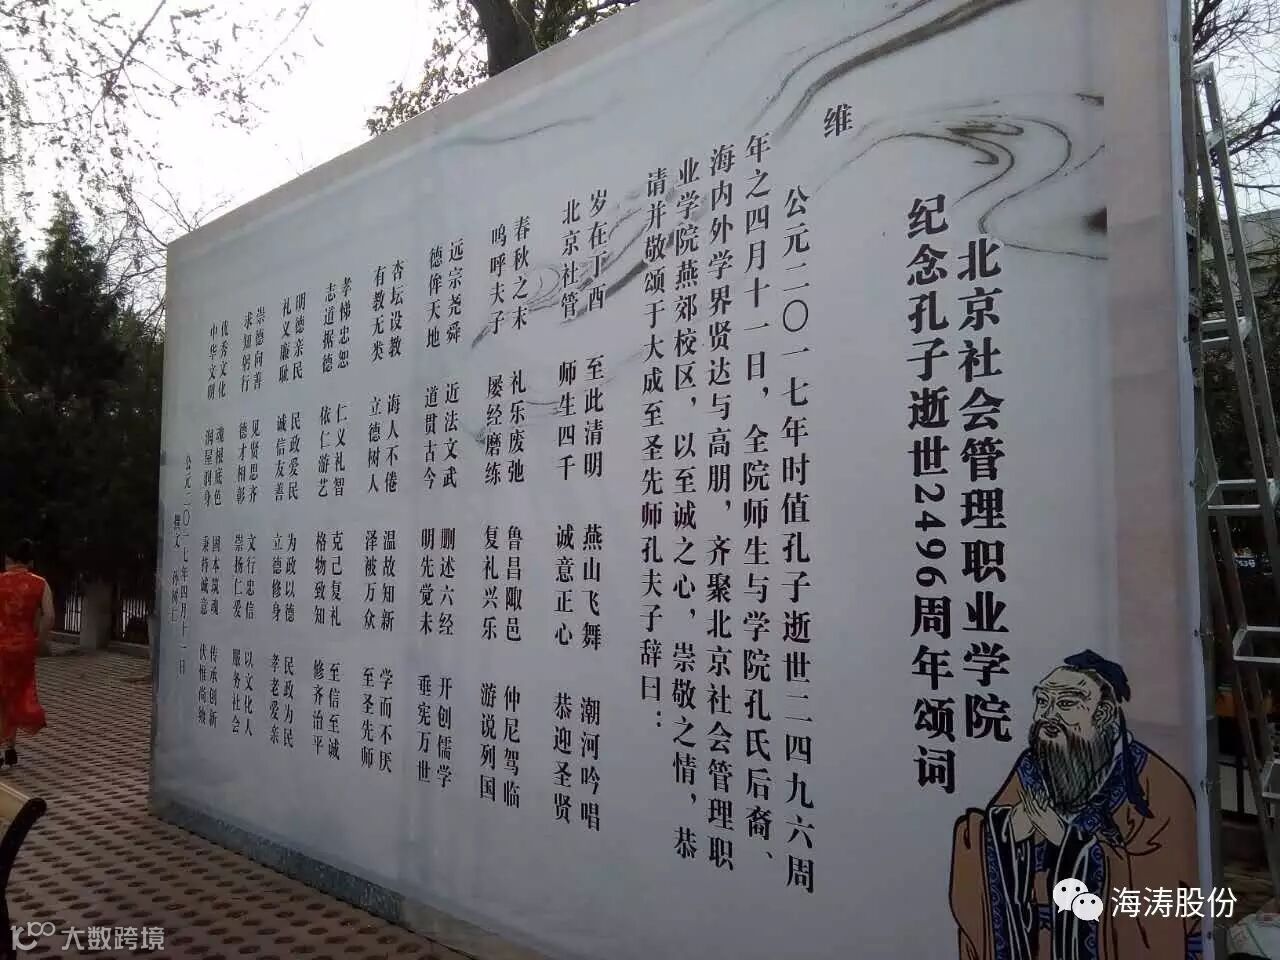 北京社会管理职业学院
纪念孔子逝世2496周年颂词
维
公元二〇一七年时值孔子逝世二四九六周
年之四月十一日，全院师生与学院孔氏后裔、
海内外学界贤达与高朋，齐聚北京社会管理职
业学院燕郊校区，以至诚之心，崇敬之情，恭
请并敬颂于大成至圣先师孔夫子辞曰：
岁在丁酉 至此清明 燕山飞舞 潮河吟唱
北京社管 师生四千 诚意正心 恭迎圣贤
春秋之末 礼乐废弛 鲁昌陬邑 仲尼驾临
呜呼夫子 屡经磨练 复礼兴乐 游说列国
远宗尧舜 近法文武 删述六经 开创儒学
德侔天地 道贯古今 明先觉未 垂宪万世
杏坛设教 诲人不倦 温故知新 学而不厌
有教无类 立德树人 泽被万众 至圣先师
孝悌忠恕 仁义礼智 克己复礼 至信至诚
志道据德 依仁游艺 格物致知 修齐治平
明德亲民 民政爱民 为政以德 民政为民
礼义廉耻 诚信友善 立德修身 孝老爱亲
崇德向善 见贤思齐 文行忠信 以文化人
求知躬行 德才相彰 崇扬仁爱 服务社会
优秀文化 魂根底色 固本筑魂 传承创新
中华文明 润屋润身 秉持诚意 伏惟尚飨
公元二〇一七年四月十一日
撰文 孙树仁
海涛股份
大数跨境